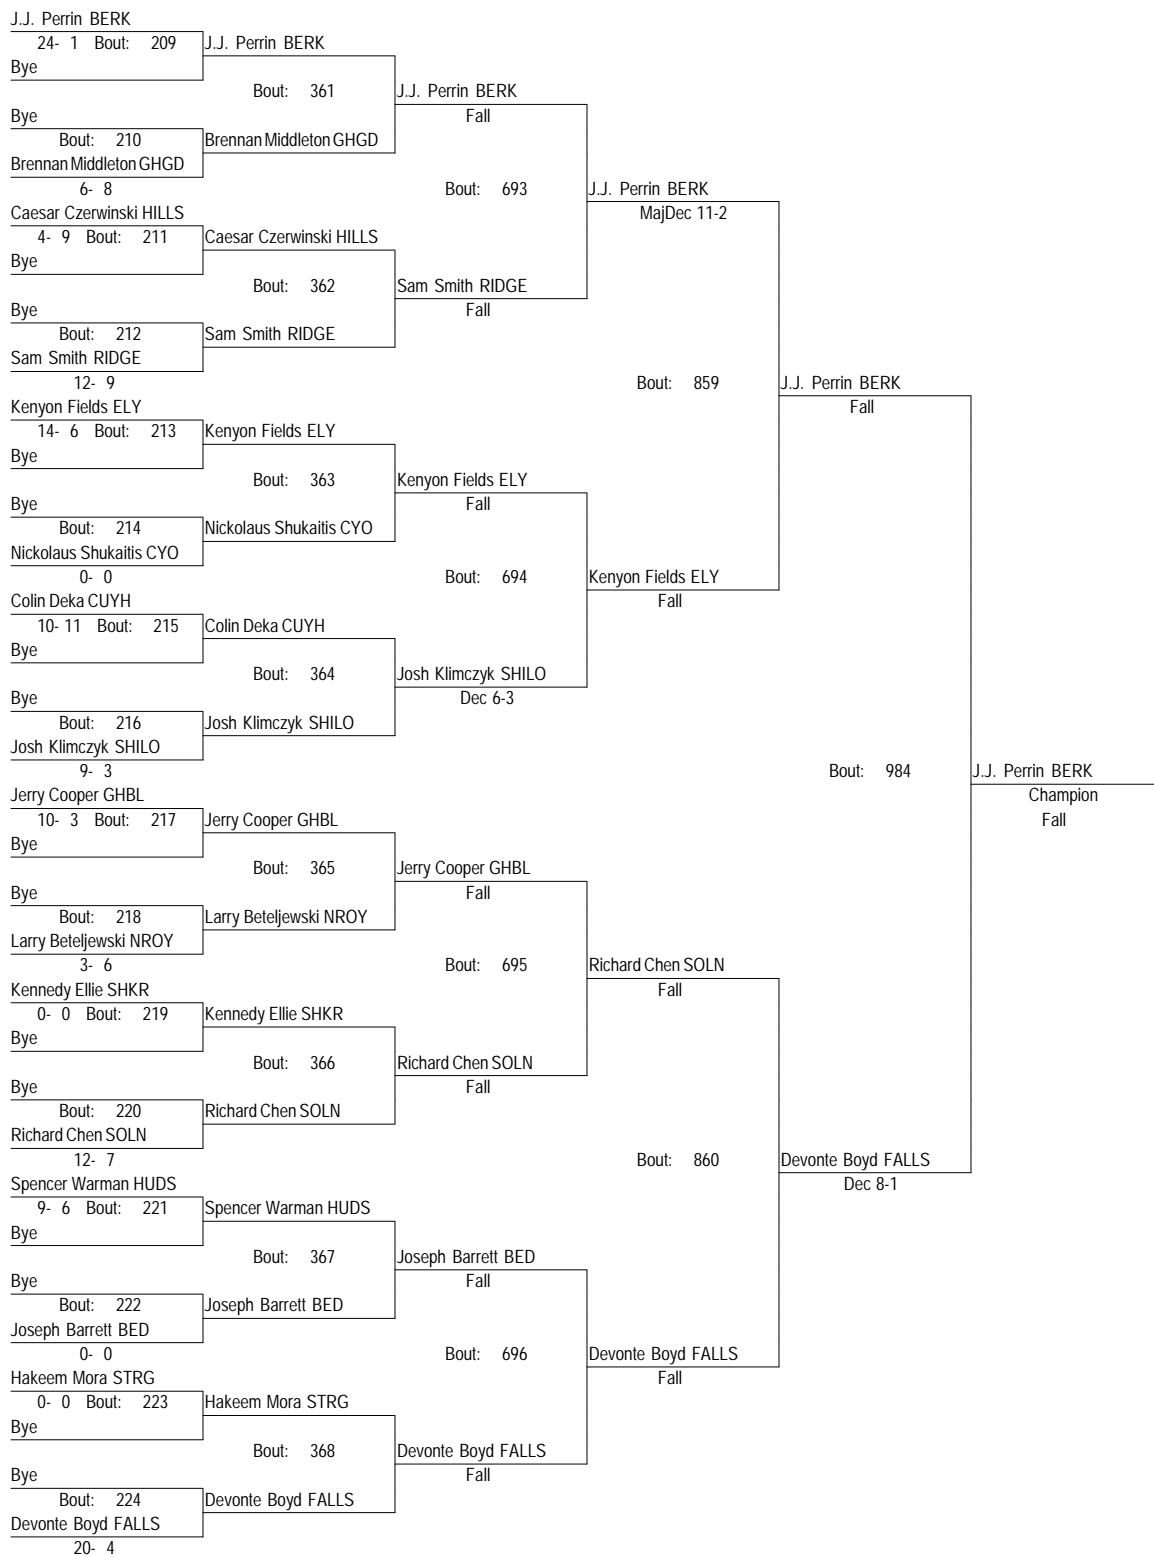 J.J. Perrin BERK
24- 1 Bout: 209
J.J. Perrin BERK
Bye
Bout: 361
J.J. Perrin BERK
Bye
Fall
Bout: 210
Brennan Middleton GHGD
Brennan Middleton GHGD
6- 8
Bout: 693
J.J. Perrin BERK
Caesar Czerwinski HILLS
MajDec 11-2
4- 9 Bout: 211
Caesar Czerwinski HILLS
Bye
Bout: 362
Sam Smith RIDGE
Bye
Fall
Bout: 212
Sam Smith RIDGE
Sam Smith RIDGE
12- 9
Bout: 859
J.J. Perrin BERK
Kenyon Fields ELY
Fall
14- 6 Bout: 213
Kenyon Fields ELY
Bye
Bout: 363
Kenyon Fields ELY
Bye
Fall
Bout: 214
Nickolaus Shukaitis CYO
Nickolaus Shukaitis CYO
0- 0
Bout: 694
Kenyon Fields ELY
Colin Deka CUYH
Fall
10- 11 Bout: 215
Colin Deka CUYH
Bye
Bout: 364
Josh Klimczyk SHILO
Bye
Dec 6-3
Bout: 216
Josh Klimczyk SHILO
Josh Klimczyk SHILO
9- 3
Bout: 984
J.J. Perrin BERK
Jerry Cooper GHBL
Champion
10- 3 Bout: 217
Jerry Cooper GHBL
Fall
Bye
Bout: 365
Jerry Cooper GHBL
Bye
Fall
Bout: 218
Larry Beteljewski NROY
Larry Beteljewski NROY
3- 6
Bout: 695
Richard Chen SOLN
Kennedy Ellie SHKR
Fall
0- 0 Bout: 219
Kennedy Ellie SHKR
Bye
Bout: 366
Richard Chen SOLN
Bye
Fall
Bout: 220
Richard Chen SOLN
Richard Chen SOLN
12- 7
Bout: 860
Devonte Boyd FALLS
Spencer Warman HUDS
Dec 8-1
9- 6 Bout: 221
Spencer Warman HUDS
Bye
Bout: 367
Joseph Barrett BED
Bye
Fall
Bout: 222
Joseph Barrett BED
Joseph Barrett BED
0- 0
Bout: 696
Devonte Boyd FALLS
Hakeem Mora STRG
Fall
0- 0 Bout: 223
Hakeem Mora STRG
Bye
Bout: 368
Devonte Boyd FALLS
Bye
Fall
Bout: 224
Devonte Boyd FALLS
Devonte Boyd FALLS
20- 4